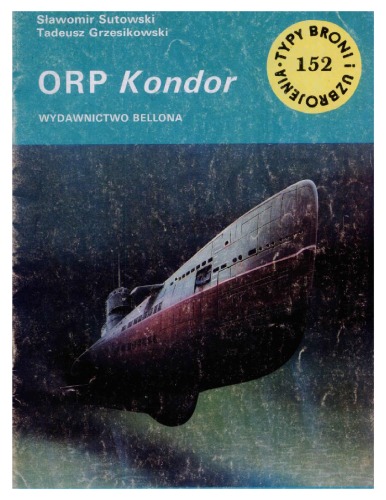 Sławomir Sutowski
Tadeusz Grzesikowski
ORP Kondor
WYDAWNICTWO BELLONA
TYPY BRONI i UZBROJENIA
152